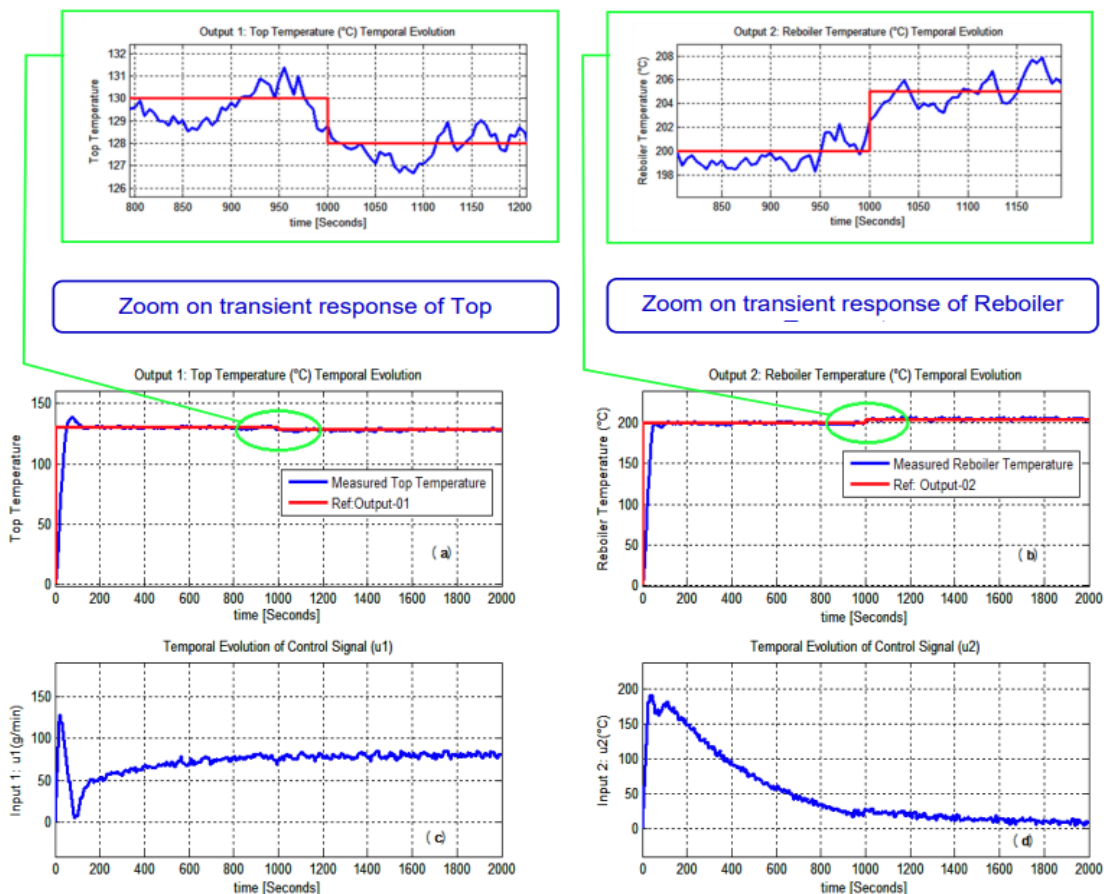 Output 1: Top Temperature (°C) Temporal Evolution
132
131
130
129
128
127
126
Top Temperature
800 850 900 950 1000 1050 1100 1150 1200
time [Seconds]
Output 2: Reboiler Temperature (°C) Temporal Evolution
208
206
204
202
200
198
Reboiler Temperature (°C)
850 900 950 1000 1050 1100 1150
time [Seconds]
Zoom on transient response of Top
Zoom on transient response of Reboiler
Output 1: Top Temperature (°C) Temporal Evolution
150
100
50
0
Top Temperature
Measured Top Temperature
Ref:Output-01
( a )
0 200 400 600 800 1000 1200 1400 1600 1800 2000
time [Seconds]
Output 2: Reboiler Temperature (°C) Temporal Evolution
200
150
100
50
0
Reboiler Temperature (°C)
Measured Reboiler Temperature
Ref: Output-02
( b )
0 200 400 600 800 1000 1200 1400 1600 1800 2000
time [Seconds]
Temporal Evolution of Control Signal (u1)
150
100
50
0
Input 1: u1(g/min)
( c )
0 200 400 600 800 1000 1200 1400 1600 1800 2000
time [Seconds]
Temporal Evolution of Control Signal (u2)
200
150
100
50
0
Input 2: u2(°C)
( d )
0 200 400 600 800 1000 1200 1400 1600 1800 2000
time [Seconds]